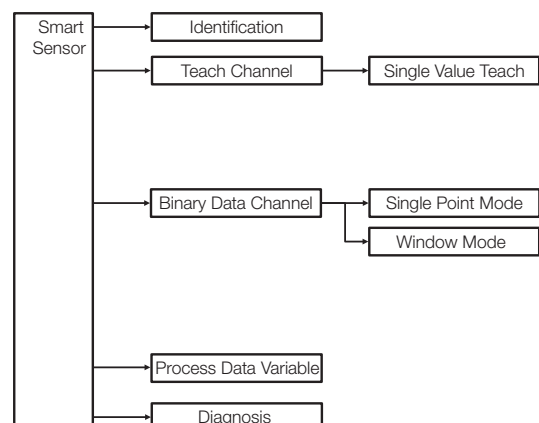 Smart
Sensor
Identification
Teach Channel
Single Value Teach
Binary Data Channel
Single Point Mode
Window Mode
Process Data Variable
Diagnosis